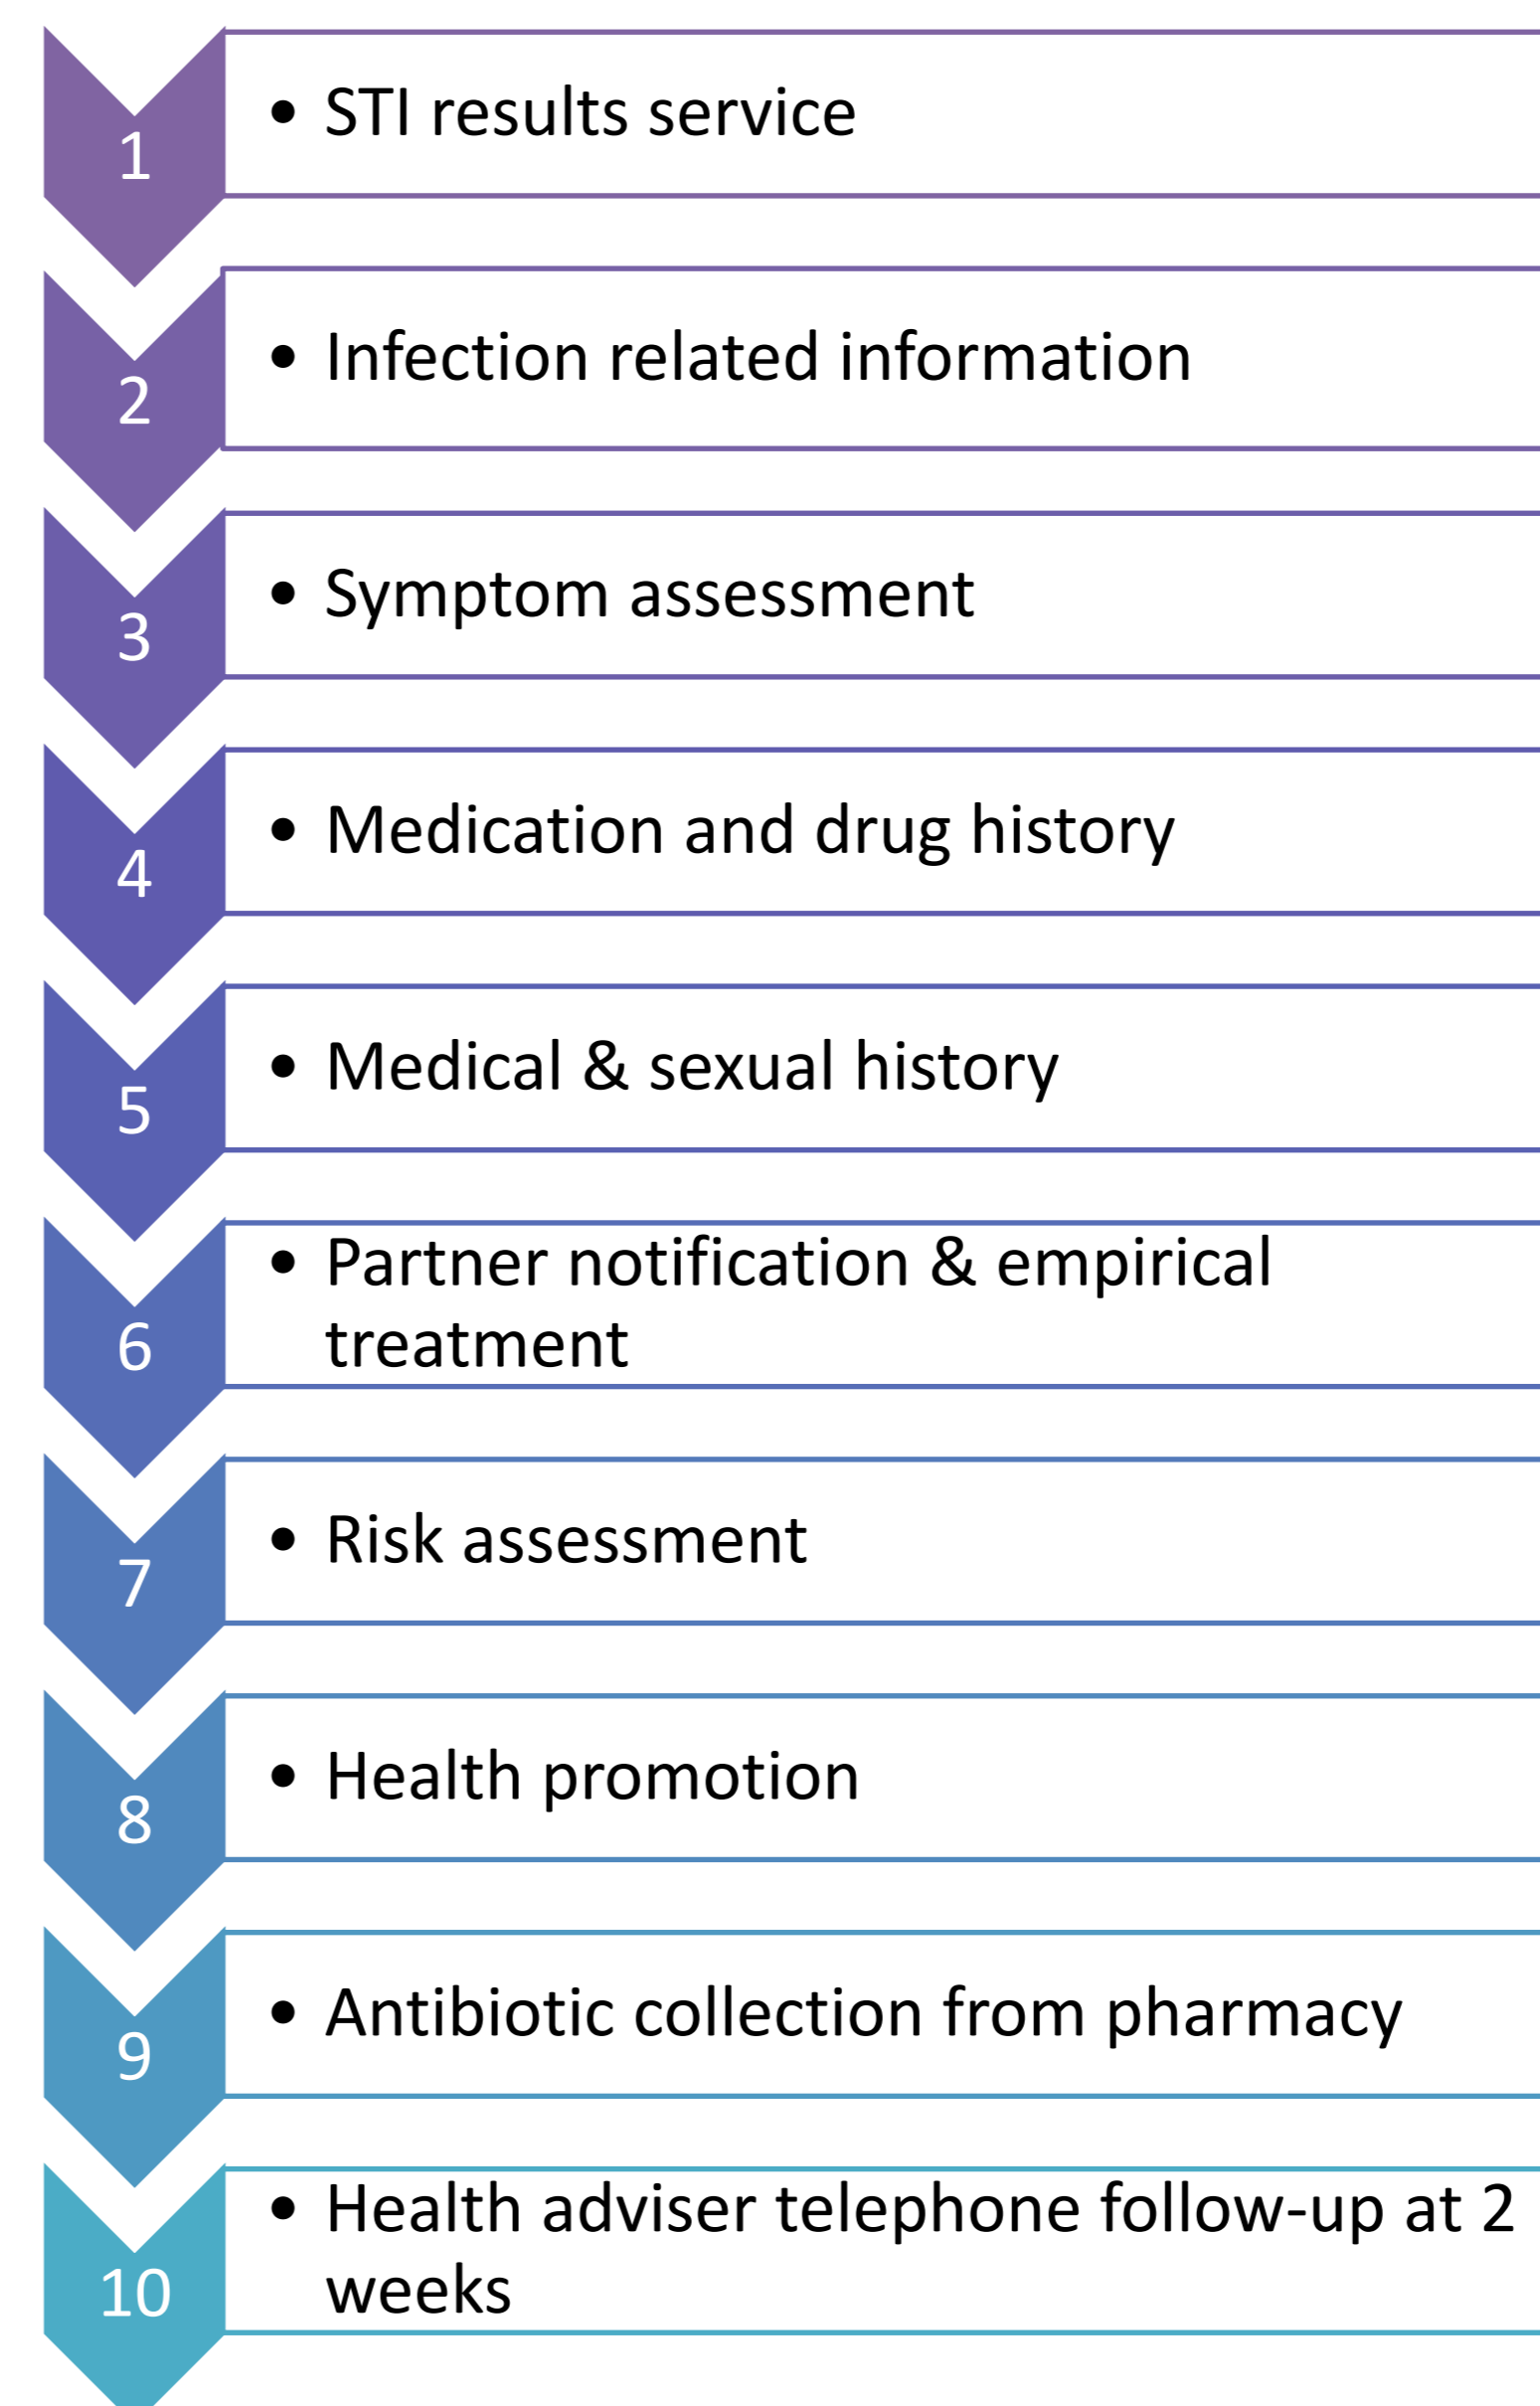 1
• STI results service
2
• Infection related information
3
• Symptom assessment
4
• Medication and drug history
5
• Medical & sexual history
6
• Partner notification & empirical
treatment
7
• Risk assessment
8
• Health promotion
9
• Antibiotic collection from pharmacy
10
• Health adviser telephone follow-up at 2
weeks